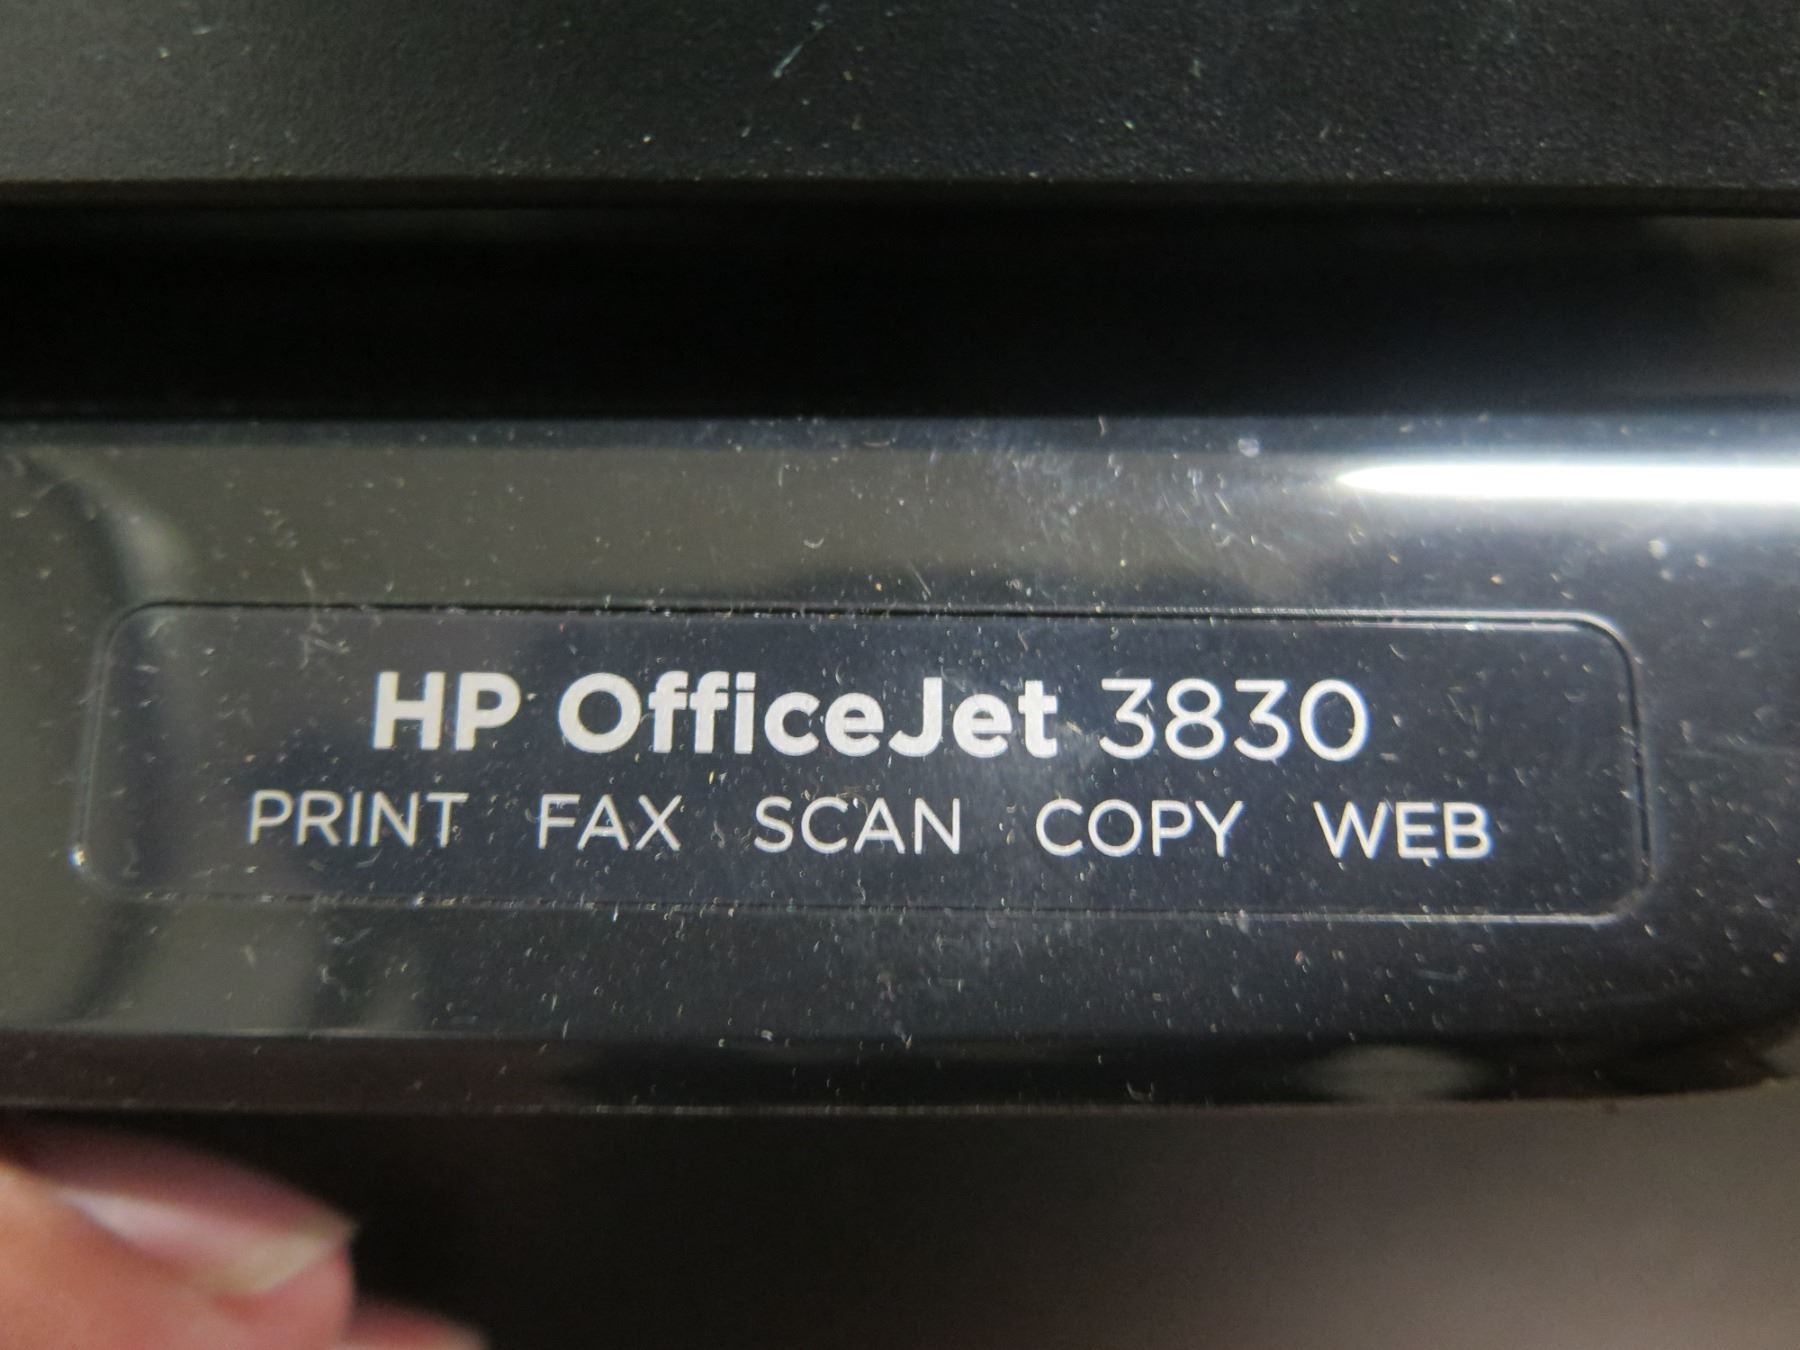 HP OfficeJet 3830
PRINT FAX SCAN COPY WEB